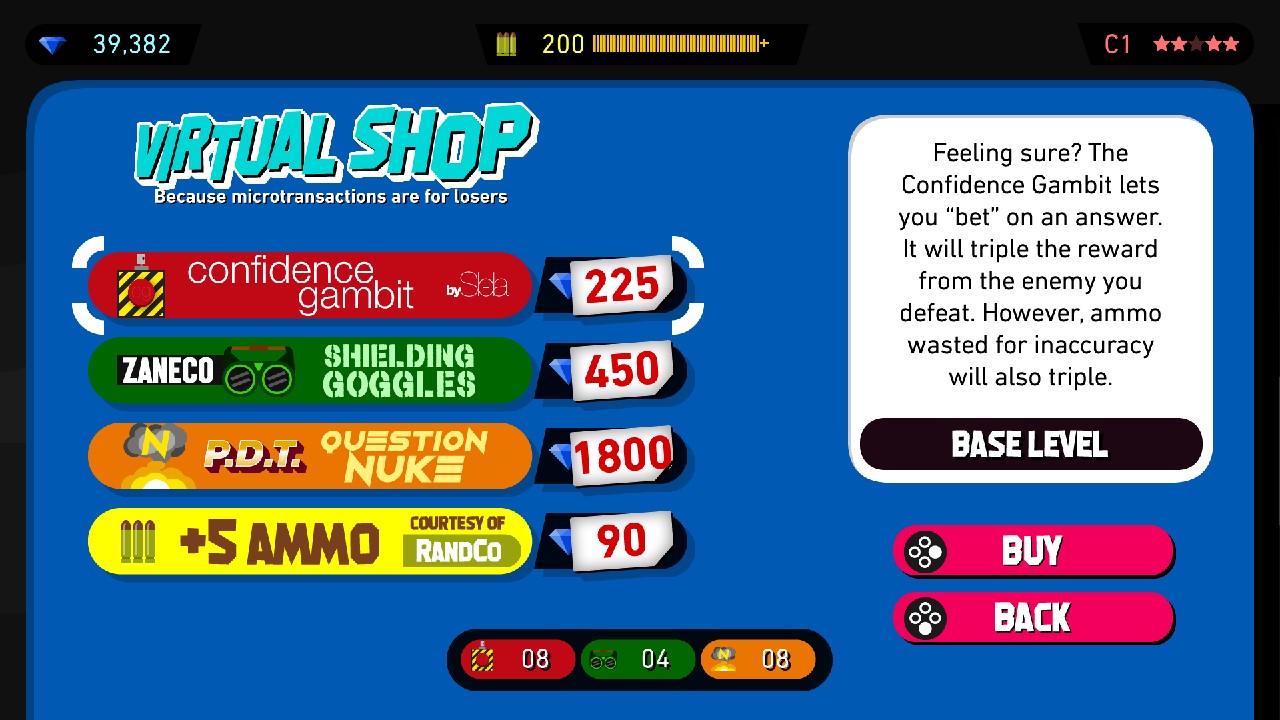 39,382
200
+
C1
VIRTUAL SHOP
Because microtransactions are for losers
confidence gambit by Slela
225
ZANECO SHIELDING GOGGLES
450
N P.D.T. QUESTION NUKE
1800
+5 AMMO COURTESY OF RANDCO
90
Feeling sure? The
Confidence Gambit lets
you “bet” on an answer.
It will triple the reward
from the enemy you
defeat. However, ammo
wasted for inaccuracy
will also triple.
BASE LEVEL
BUY
BACK
08
04
N 08